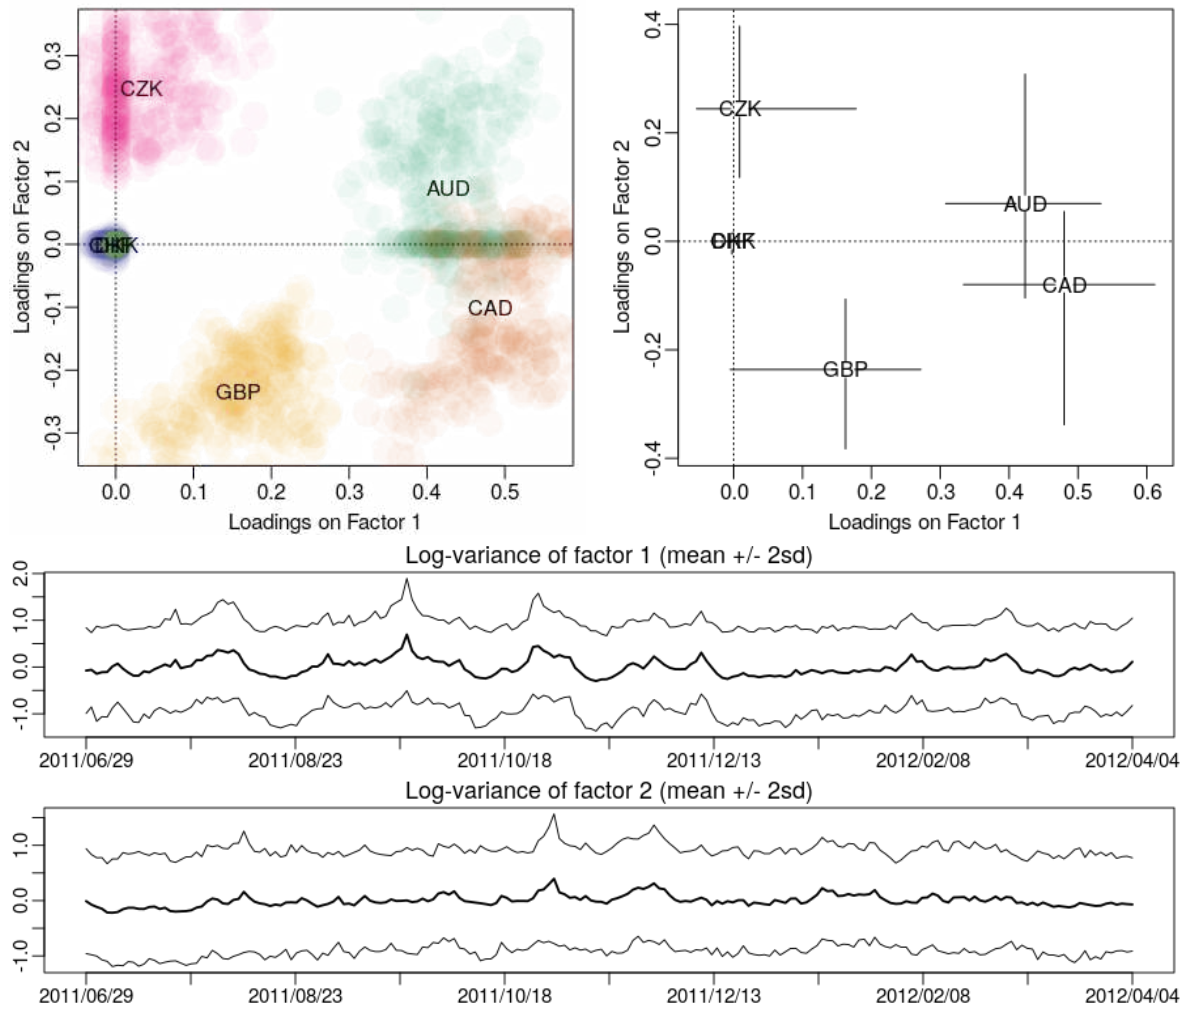 Loadings on Factor 2
0.3
0.2
0.1
0.0
-0.1
-0.2
-0.3
CZK
AUD
CAD
GBP
0.0 0.1 0.2 0.3 0.4 0.5
Loadings on Factor 1
Loadings on Factor 2
0.4
0.2
0.0
-0.2
-0.4
CZK
AUD
CAD
GBP
0.0 0.1 0.2 0.3 0.4 0.5 0.6
Loadings on Factor 1
Log-variance of factor 1 (mean +/- 2sd)
2.0
1.0
0.0
-1.0
2011/06/29 2011/08/23 2011/10/18 2011/12/13 2012/02/08 2012/04/04
Log-variance of factor 2 (mean +/- 2sd)
1.0
0.0
-1.0
2011/06/29 2011/08/23 2011/10/18 2011/12/13 2012/02/08 2012/04/04